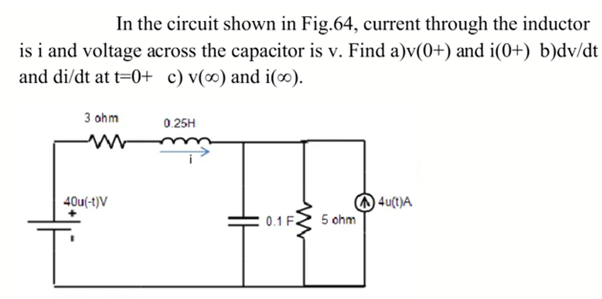 In the circuit shown in Fig.64, current through the inductor
is i and voltage across the capacitor is v. Find a)v(0+) and i(0+) b)dv/dt
and di/dt at t=0+ c) v(∞) and i(∞).
3 ohm
0.25H
i
40u(-t)V
+
4u(t)A
0.1 F
5 ohm